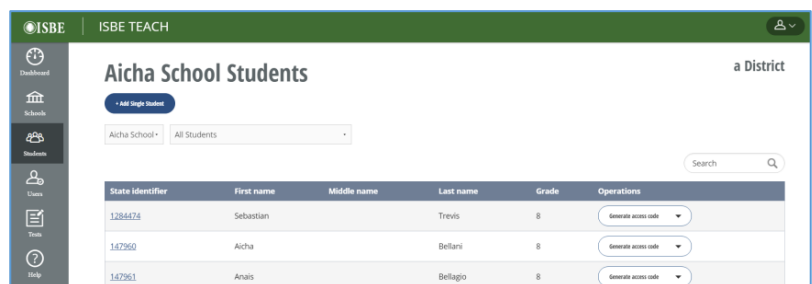 ISBE ISBE TEACH
Dashboard
Schools
Students
Users
Tests
Help
Aicha School Students
a District
+ Add Single Student
Aicha School All Students
Search
State identifier First name Middle name Last name Grade Operations
1284474 Sebastian Trevis 8 Generate access code
147960 Aicha Bellani 8 Generate access code
147961 Anais Bellagio 8 Generate access code